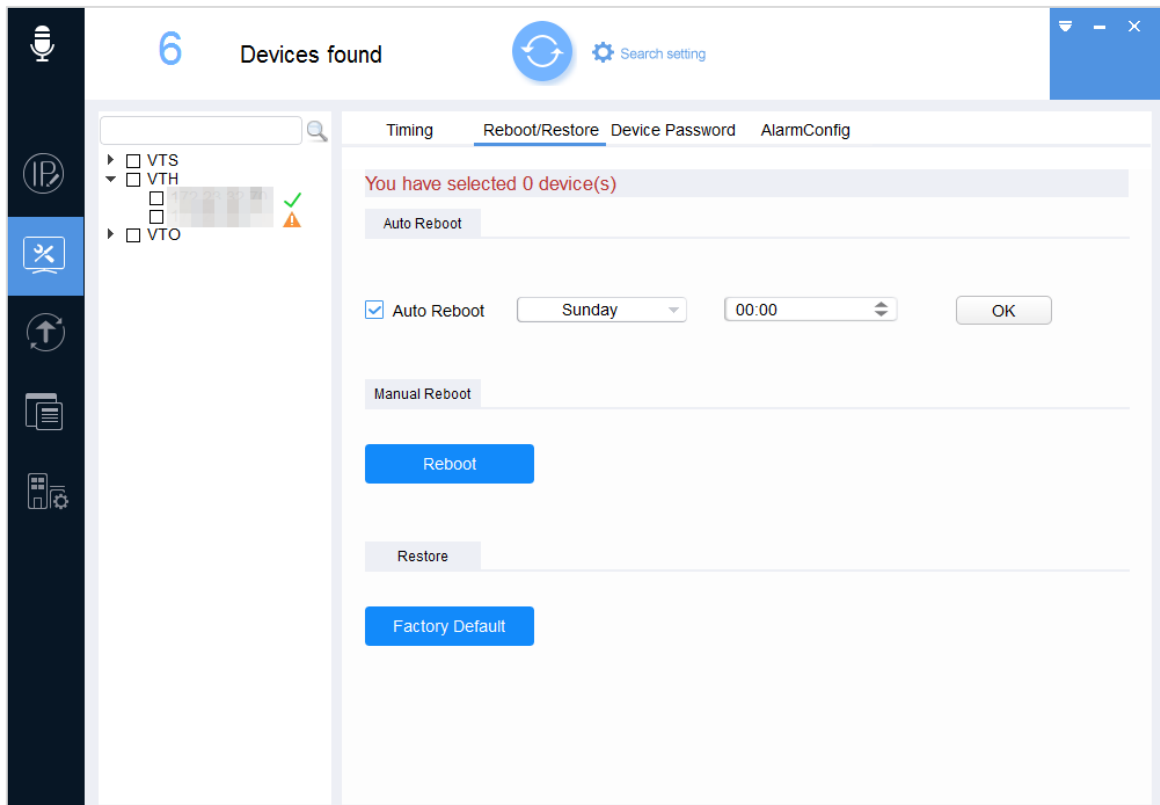 6 Devices found Search setting
Timing Reboot/Restore Device Password AlarmConfig
VTS
VTH
VTO
You have selected 0 device(s)
Auto Reboot
Auto Reboot Sunday 00:00 OK
Manual Reboot
Reboot
Restore
Factory Default
IP